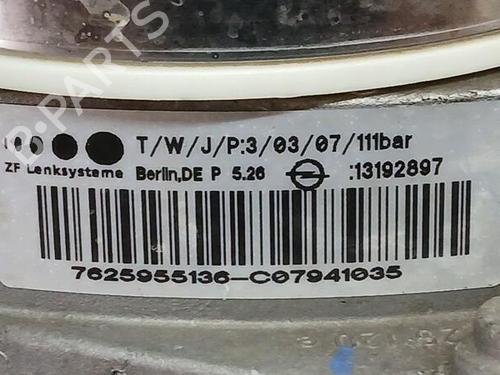 B-PARTS
T/W/J/P:3/03/07/111bar
ZF Lenksysteme Berlin,DE P 5.26 :13192897
7625955136-C07941035